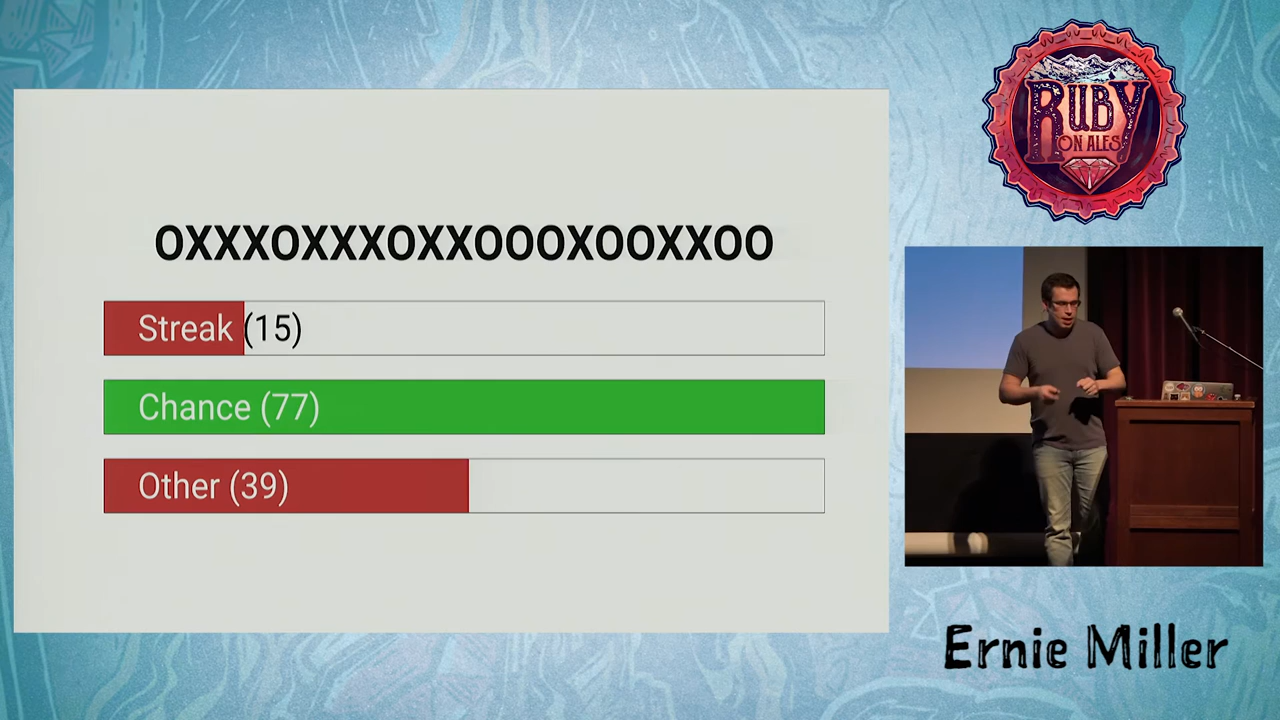 OXXXOXXXOXXOOOXOOXXOO
Streak (15)
Chance (77)
Other (39)
RUBY
ON ALES
Ernie Miller